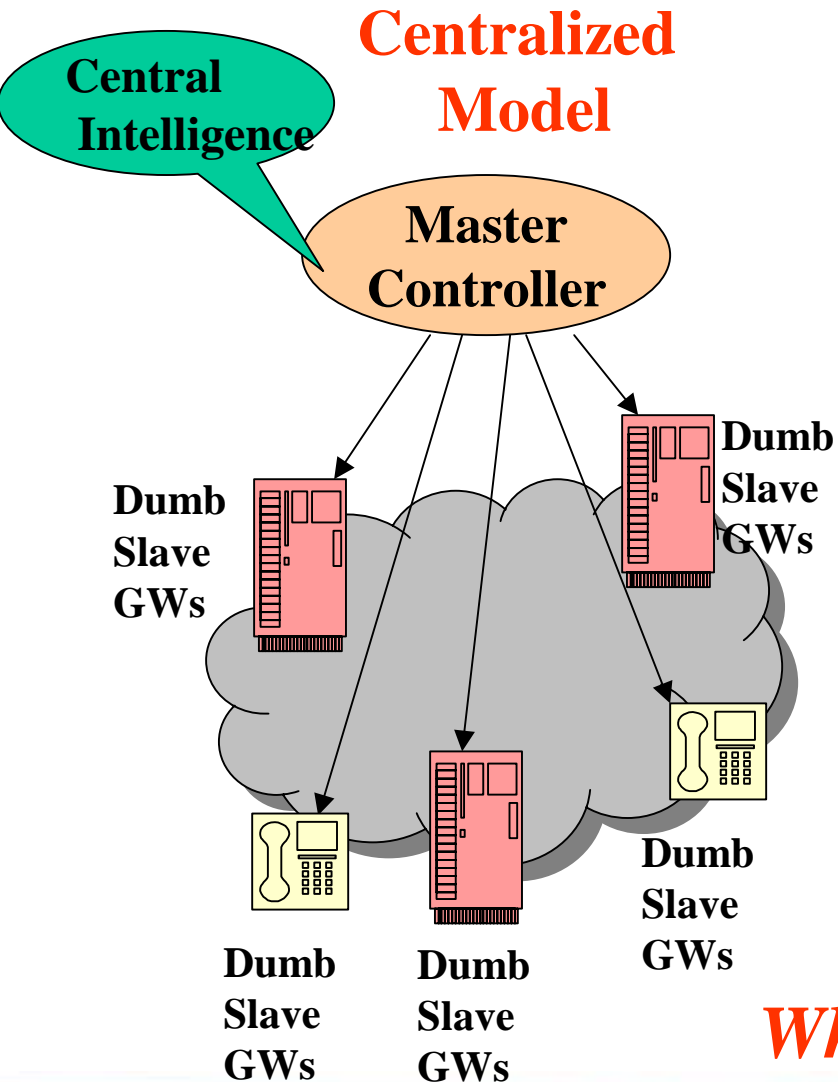 Centralized
Model
Central
Intelligence
Master
Controller
Dumb
Slave
GWs
Dumb
Slave
GWs
Dumb
Slave
GWs
Dumb
Slave
GWs
Dumb
Slave
GWs